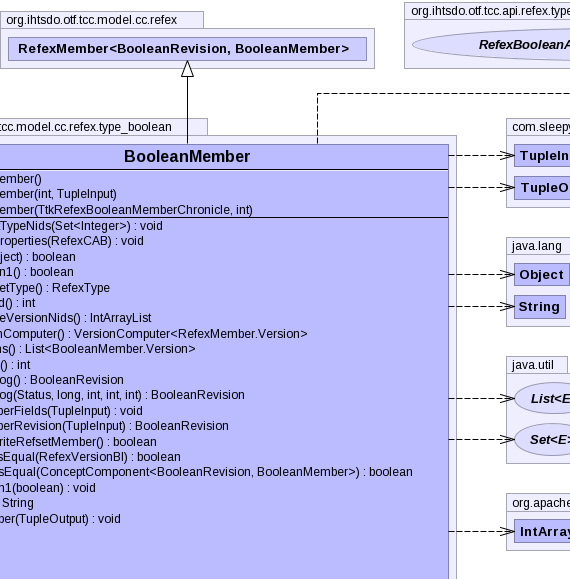 org.ihtsdo.otf.tcc.model.cc.refex
org.ihtsdo.otf.tcc.api.refex.type
RefexMember<BooleanRevision, BooleanMember>
RefexBooleanA
tcc.model.cc.refex.type_boolean
com.sleepy
BooleanMember
TupleIn
TupleO
ember()
ember(int, TupleInput)
ember(TtkRefexBooleanMemberChronicle, int)
TypeNids(Set<Integer>) : void
roperties(RefexCAB) : void
ject) : boolean
n1() : boolean
etType() : RefexType
d() : int
eVersionNids() : IntArrayList
nComputer() : VersionComputer<RefexMember.Version>
ns() : List<BooleanMember.Version>
() : int
og() : BooleanRevision
og(Status, long, int, int, int) : BooleanRevision
berFields(TupleInput) : void
berRevision(TupleInput) : BooleanRevision
riteRefsetMember() : boolean
sEqual(RefexVersionBI) : boolean
sEqual(ConceptComponent<BooleanRevision, BooleanMember>) : boolean
n1(boolean) : void
String
ber(TupleOutput) : void
java.lang
Object
String
java.util
List<E
Set<E>
org.apache
IntArray